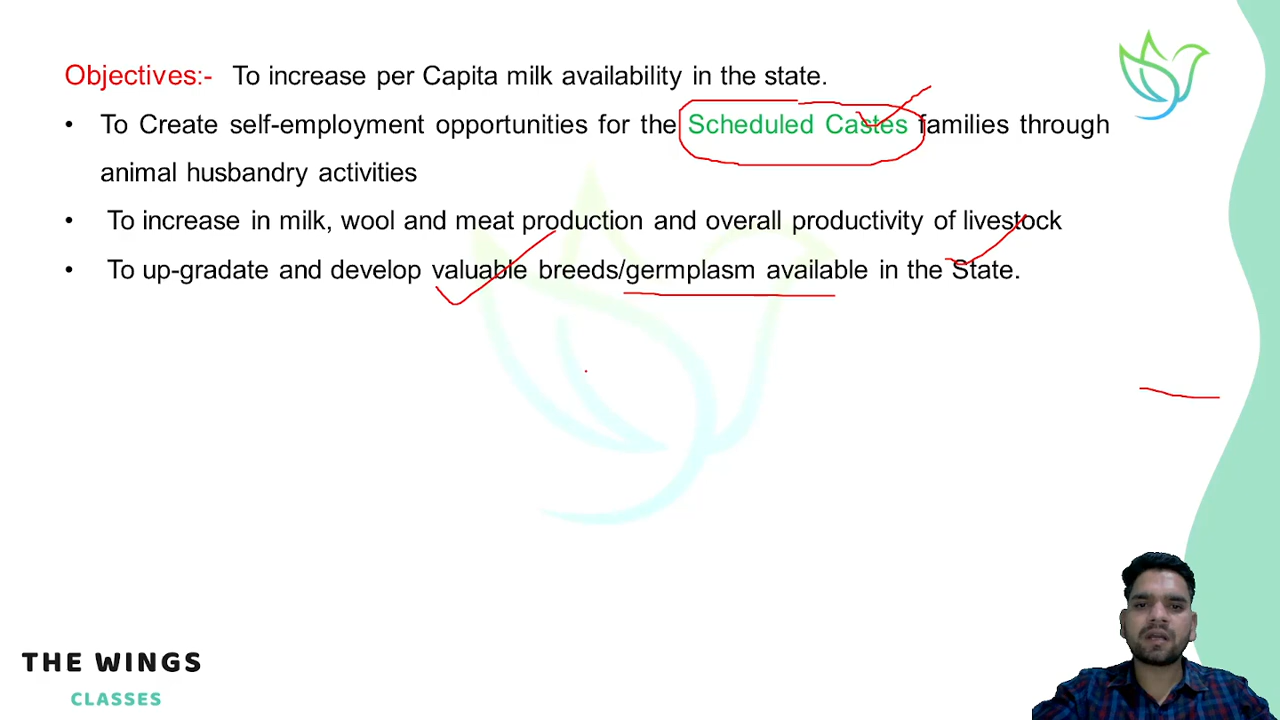 Objectives:- To increase per Capita milk availability in the state.
• To Create self-employment opportunities for the Scheduled Castes families through
animal husbandry activities
• To increase in milk, wool and meat production and overall productivity of livestock
• To up-gradate and develop valuable breeds/germplasm available in the State.
THE WINGS
CLASSES